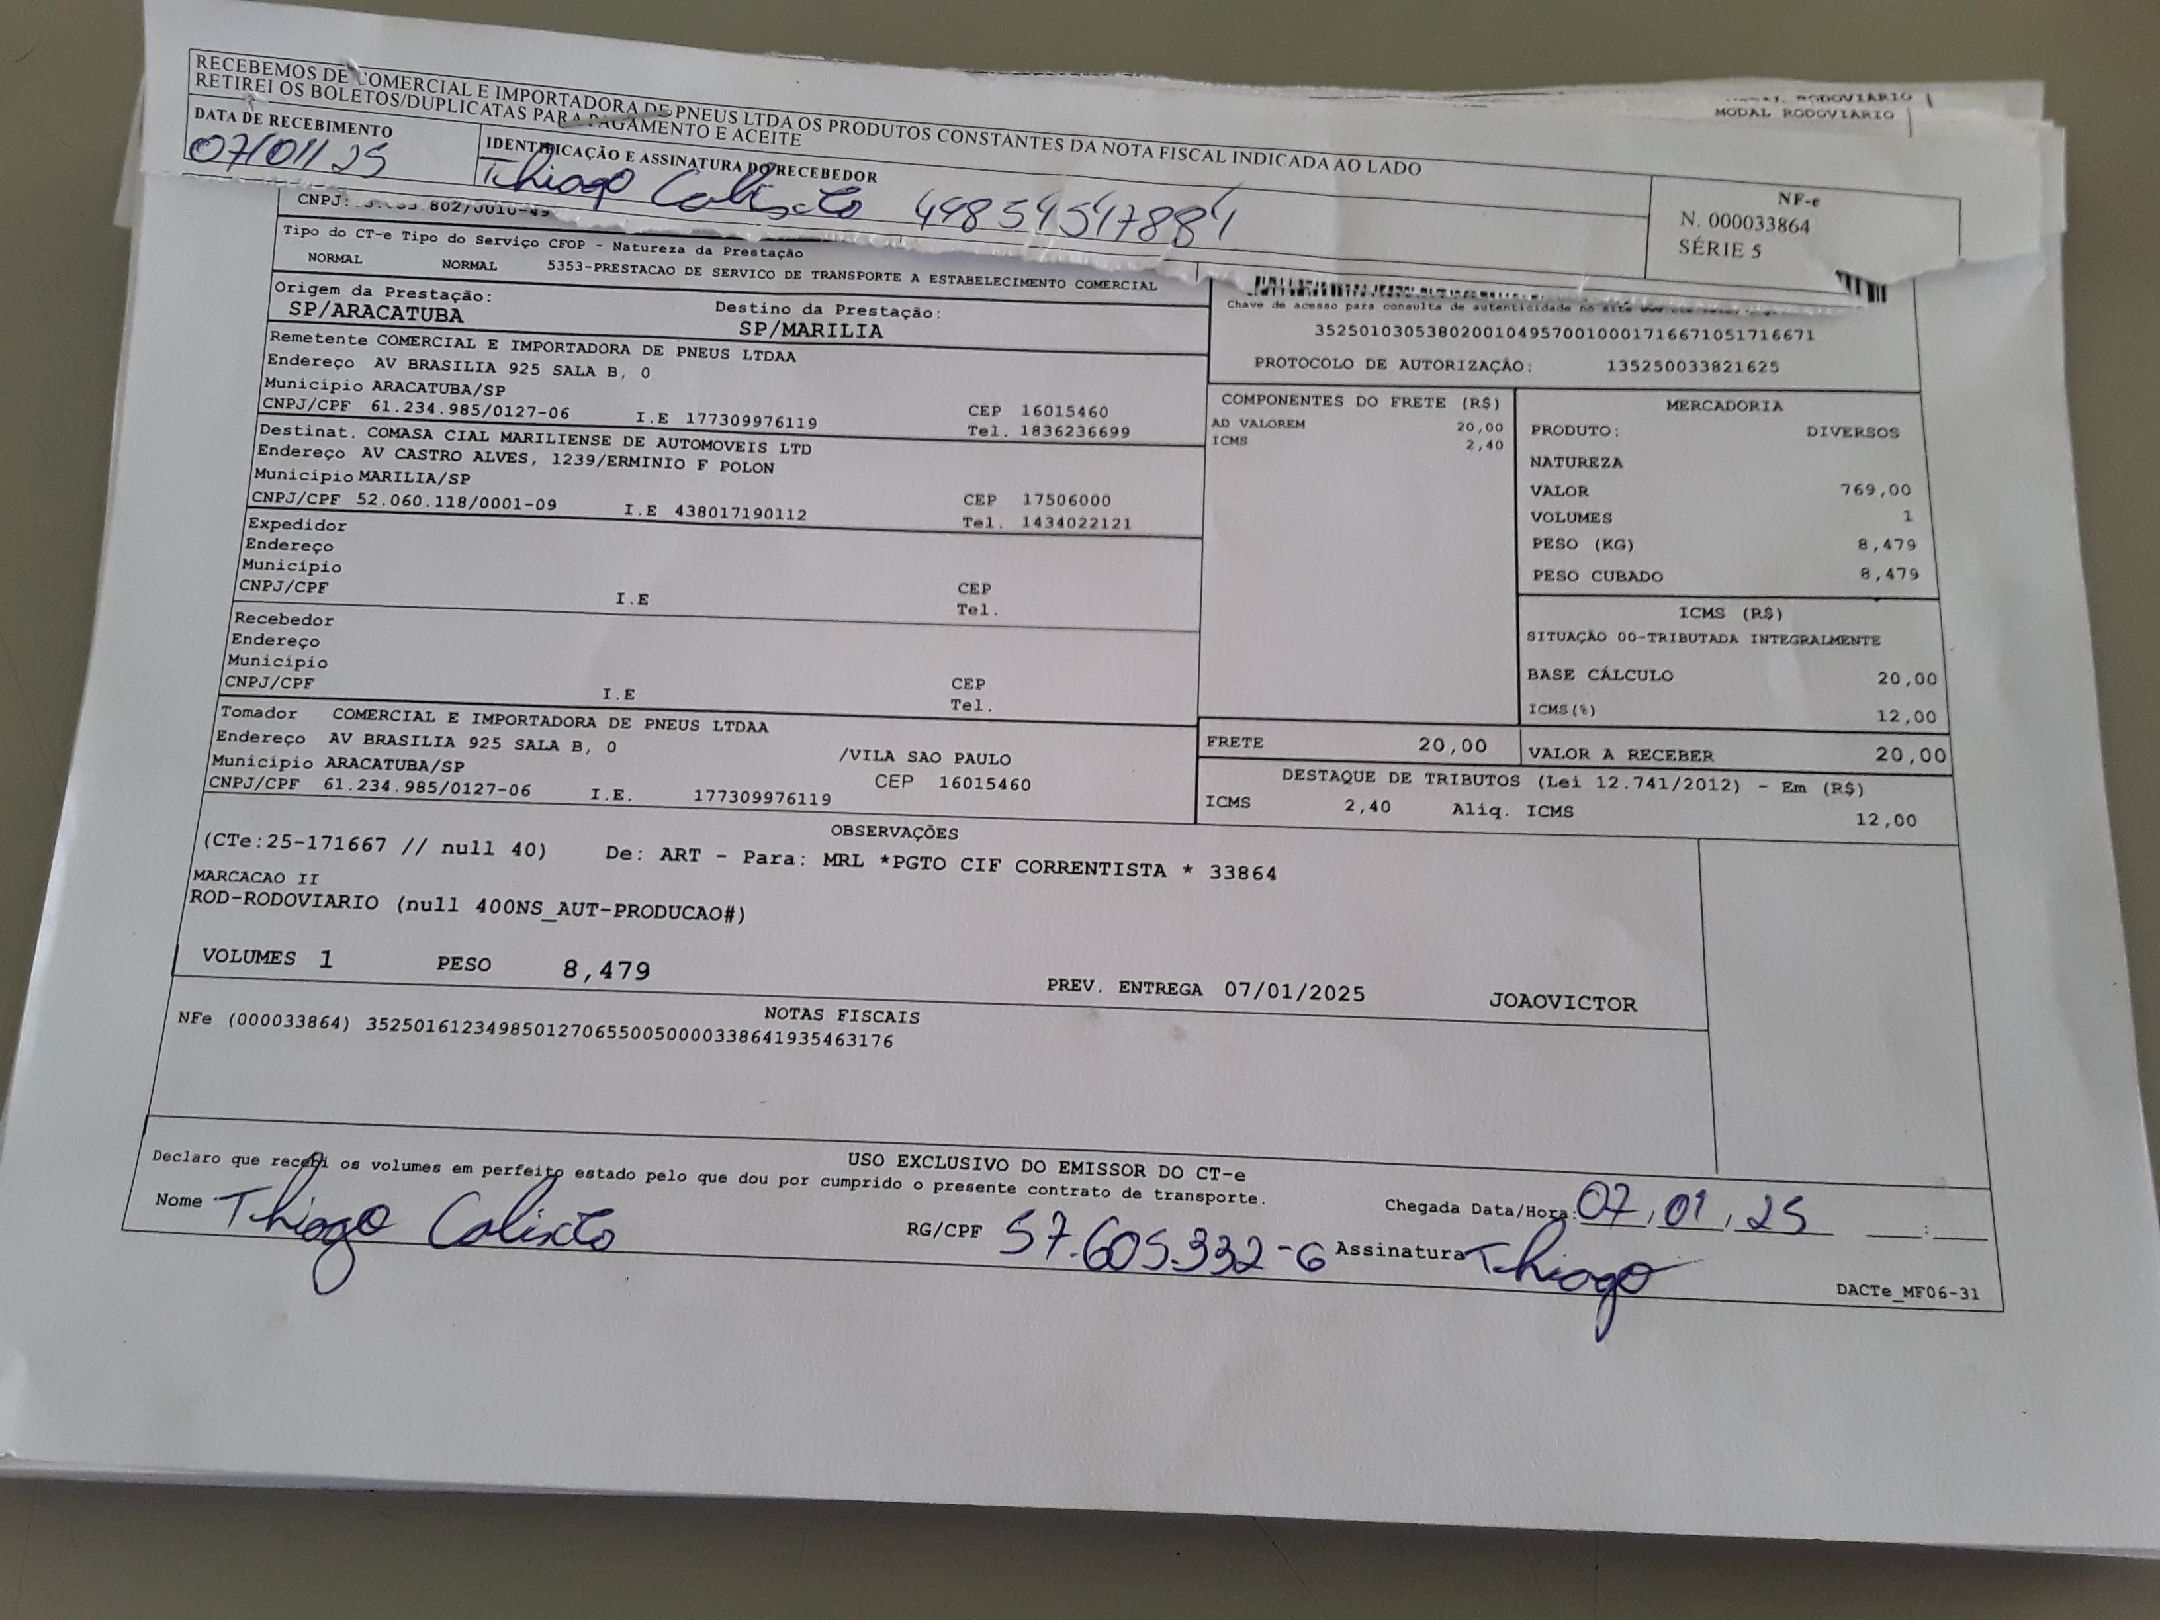 MODAL RODOVIARIO
RECEBEMOS DE COMERCIAL E IMPORTADORA DE PNEUS LTDA OS PRODUTOS CONSTANTES DA NOTA FISCAL INDICADA AO LADO
RETIREI OS BOLETOS/DUPLICATAS PARA PAGAMENTO E ACEITE
DATA DE RECEBIMENTO
07/01/25
IDENTIFICAÇÃO E ASSINATURA DO RECEBEDOR
Thiago Calixto 44854547884
NF-e
N. 000033864
SÉRIE 5
CNPJ: 802/0010-49
Tipo do CT-e Tipo do Serviço CFOP - Natureza da Prestação
NORMAL NORMAL 5353-PRESTACAO DE SERVICO DE TRANSPORTE A ESTABELECIMENTO COMERCIAL
Origem da Prestação: Destino da Prestação:
SP/ARACATUBA SP/MARILIA
Chave de acesso para consulta de autenticidade no site
35250103053802001049570010001716671051716671
PROTOCOLO DE AUTORIZAÇÃO: 135250033821625
Remetente COMERCIAL E IMPORTADORA DE PNEUS LTDAA
Endereço AV BRASILIA 925 SALA B, 0
Município ARACATUBA/SP CEP 16015460
CNPJ/CPF 61.234.985/0127-06 I.E 177309976119 Tel. 1836236699
Destinat. COMASA CIAL MARILIENSE DE AUTOMOVEIS LTD
Endereço AV CASTRO ALVES, 1239/ERMINIO F POLON
Município MARILIA/SP CEP 17506000
CNPJ/CPF 52.060.118/0001-09 I.E 438017190112 Tel. 1434022121
Expedidor
Endereço
Município CEP
CNPJ/CPF I.E Tel.
Recebedor
Endereço
Município CEP
CNPJ/CPF I.E Tel.
Tomador COMERCIAL E IMPORTADORA DE PNEUS LTDAA
Endereço AV BRASILIA 925 SALA B, 0 /VILA SAO PAULO
Município ARACATUBA/SP CEP 16015460
CNPJ/CPF 61.234.985/0127-06 I.E. 177309976119
COMPONENTES DO FRETE (R$)
AD VALOREM 20,00
ICMS 2,40
MERCADORIA
PRODUTO: DIVERSOS
NATUREZA
VALOR 769,00
VOLUMES 1
PESO (KG) 8,479
PESO CUBADO 8,479
ICMS (R$)
SITUAÇÃO 00-TRIBUTADA INTEGRALMENTE
BASE CÁLCULO 20,00
ICMS(%) 12,00
FRETE 20,00 VALOR A RECEBER 20,00
DESTAQUE DE TRIBUTOS (Lei 12.741/2012) - Em (R$)
ICMS 2,40 Aliq. ICMS 12,00
OBSERVAÇÕES
(CTe:25-171667 // null 40) De: ART - Para: MRL *PGTO CIF CORRENTISTA * 33864
MARCACAO II
ROD-RODOVIARIO (null 400NS_AUT-PRODUCAO#)
VOLUMES 1 PESO 8,479 PREV. ENTREGA 07/01/2025 JOAOVICTOR
NOTAS FISCAIS
NFe (000033864) 35250161234985012706550050000338641935463176
USO EXCLUSIVO DO EMISSOR DO CT-e
Declaro que recebi os volumes em perfeito estado pelo que dou por cumprido o presente contrato de transporte.
Chegada Data/Hora: 07/01/25 :
Nome Thiago Calixto RG/CPF 57.605.332-6 Assinatura Thiago
DACTe_MF06-31